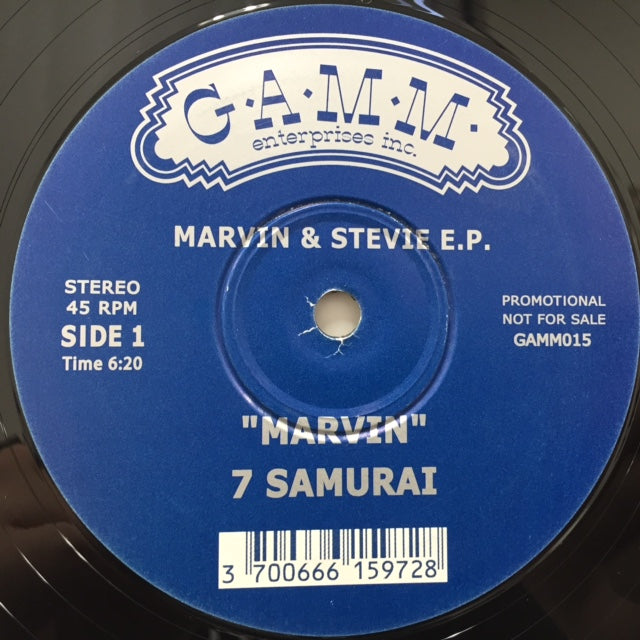 G·A·M·M·
enterprises inc.
MARVIN & STEVIE E.P.
STEREO
45 RPM
SIDE 1
Time 6:20
PROMOTIONAL
NOT FOR SALE
GAMM015
"MARVIN"
7 SAMURAI
3 700666 159728